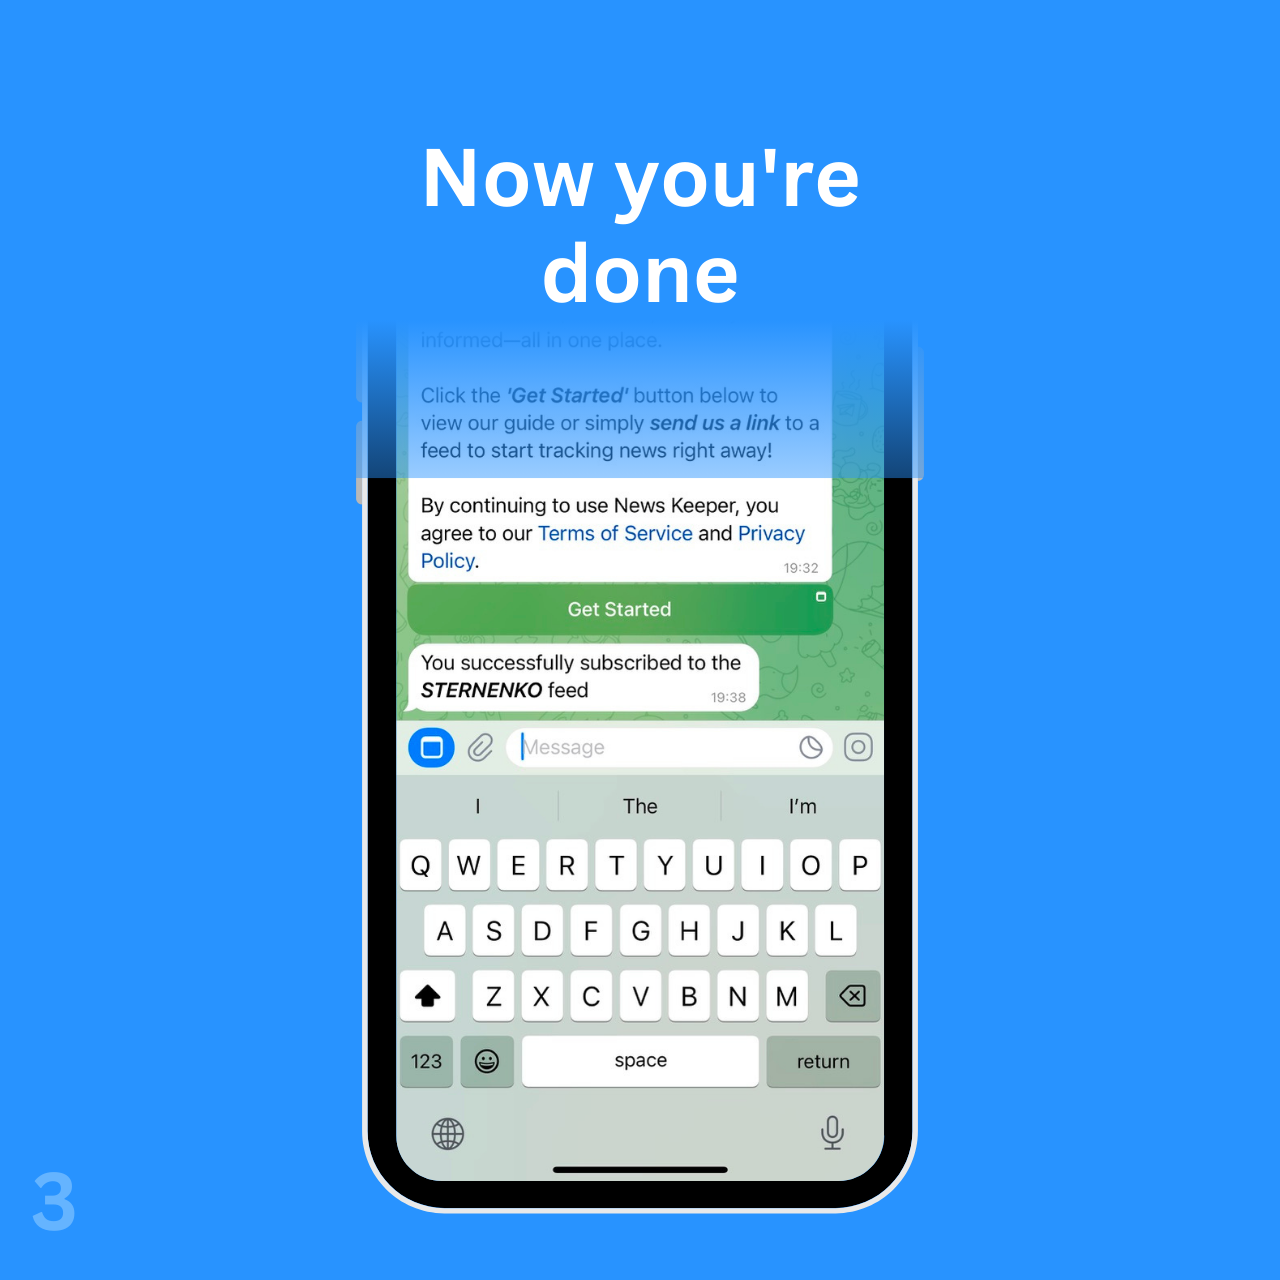 Now you're
done
informed—all in one place.
Click the 'Get Started' button below to
view our guide or simply send us a link to a
feed to start tracking news right away!
By continuing to use News Keeper, you
agree to our Terms of Service and Privacy
Policy.
19:32
Get Started
You successfully subscribed to the
STERNENKO feed
19:38
Message
I The I'm
Q W E R T Y U I O P
A S D F G H J K L
Z X C V B N M
123 space return
3